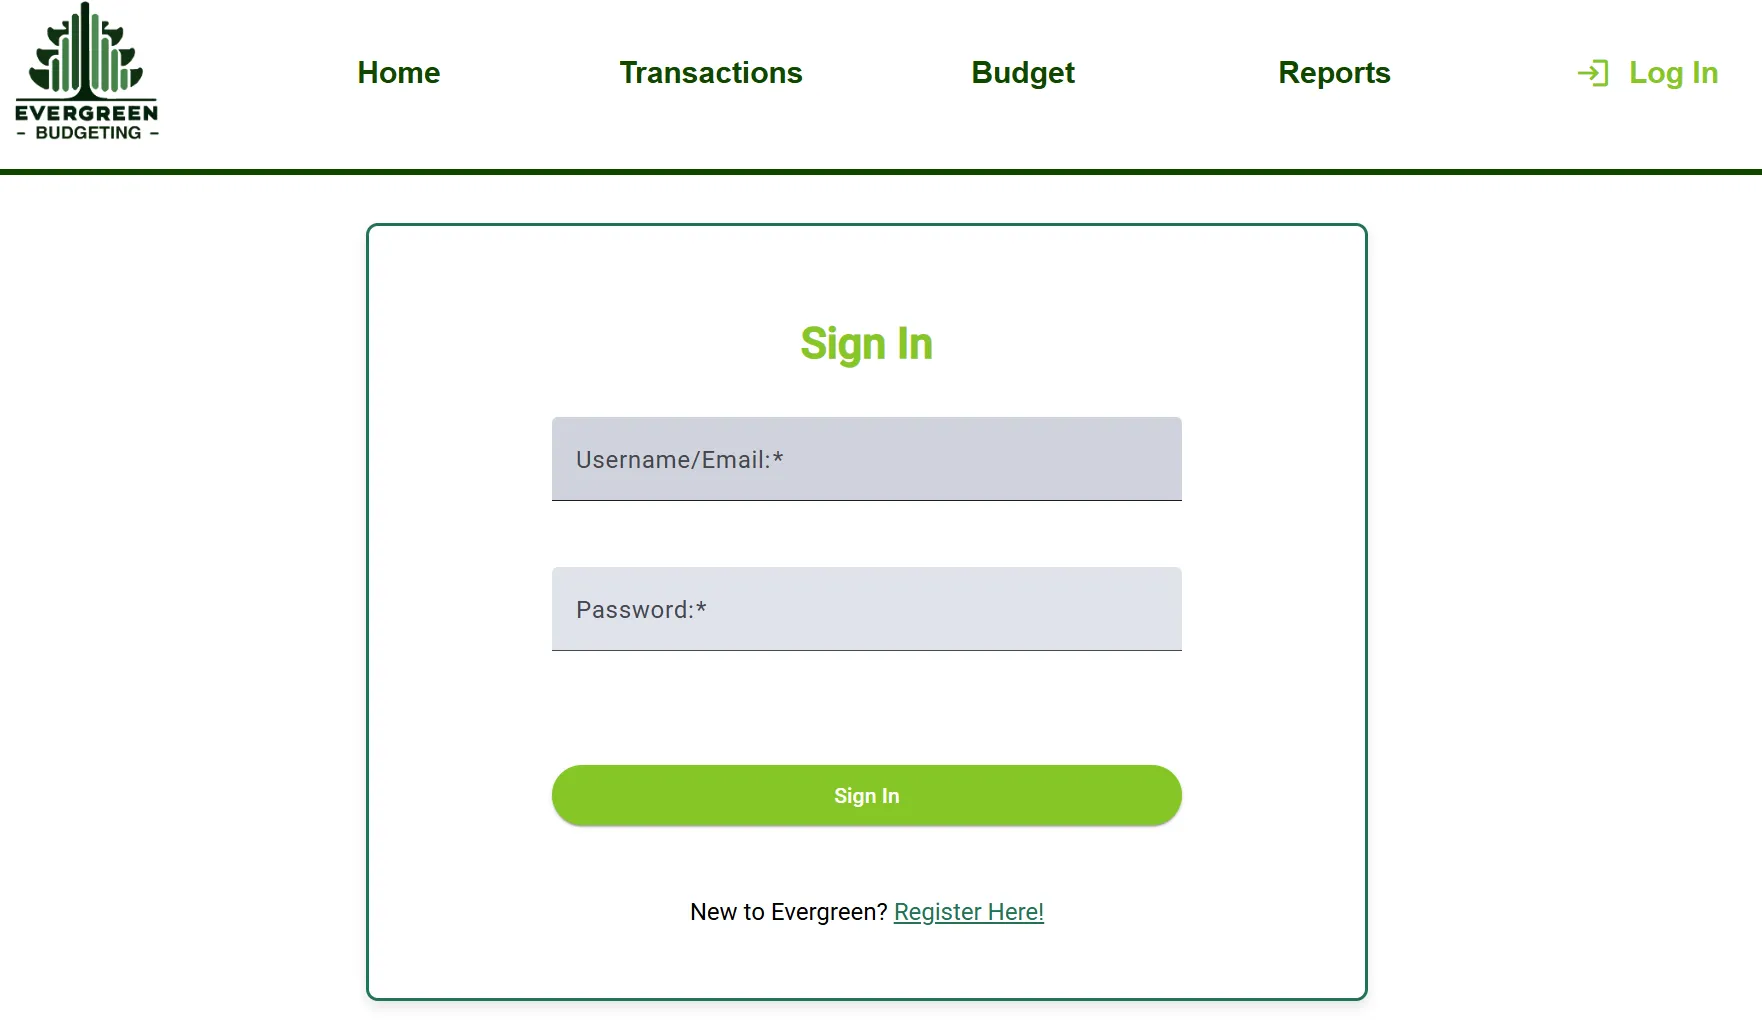 EVERGREEN
- BUDGETING -
Home Transactions Budget Reports Log In
Sign In
Username/Email:*
Password:*
Sign In
New to Evergreen? Register Here!